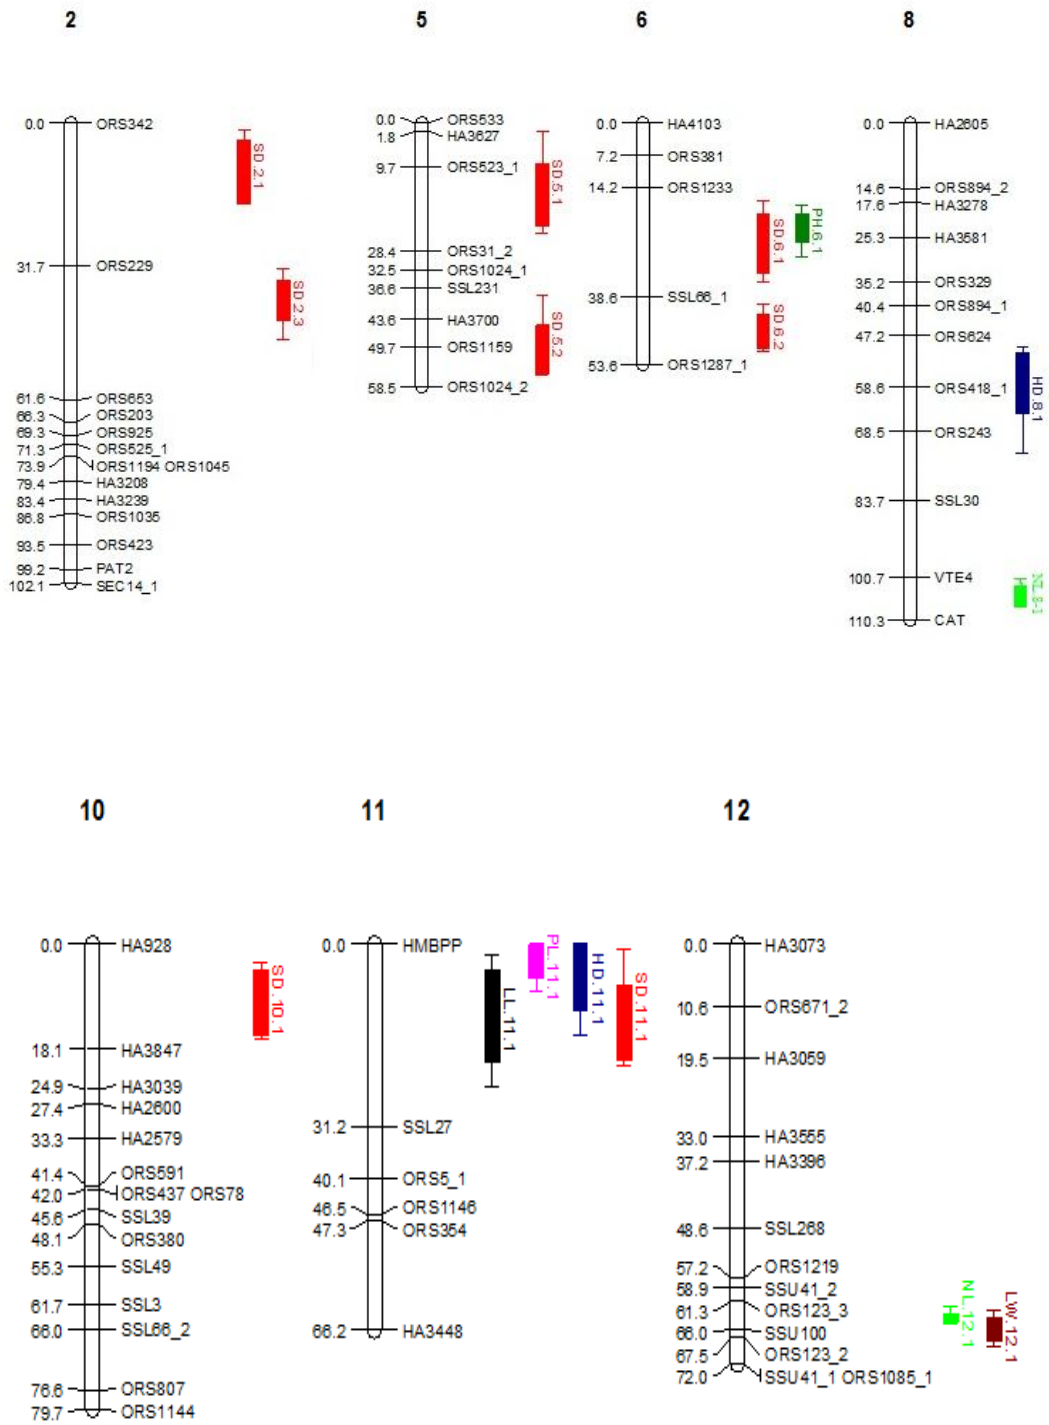 2
5
6
8
0.0 ORS342
31.7 ORS229
61.6 ORS653
66.3 ORS203
69.3 ORS925
71.3 ORS525_1
73.9 ORS1194 ORS1045
79.4 HA3208
83.4 HA3239
86.8 ORS1035
93.5 ORS423
99.2 PAT2
102.1 SEC14_1
SD.2.1
SD.2.3
0.0 ORS533
1.8 HA3627
9.7 ORS523_1
28.4 ORS31_2
32.5 ORS1024_1
36.6 SSL231
43.6 HA3700
49.7 ORS1159
58.5 ORS1024_2
SD.5.1
SD.5.2
0.0 HA4103
7.2 ORS381
14.2 ORS1233
38.6 SSL66_1
53.6 ORS1287_1
SD.6.1
PH.6.1
SD.6.2
0.0 HA2605
14.6 ORS894_2
17.6 HA3278
25.3 HA3581
35.2 ORS329
40.4 ORS894_1
47.2 ORS624
58.6 ORS418_1
68.5 ORS243
83.7 SSL30
100.7 VTE4
110.3 CAT
HD.8.1
NL.8-1
10
11
12
0.0 HA928
18.1 HA3847
24.9 HA3039
27.4 HA2600
33.3 HA2579
41.4 ORS591
42.0 ORS437 ORS78
45.6 SSL39
48.1 ORS380
55.3 SSL49
61.7 SSL3
66.0 SSL66_2
76.6 ORS807
79.7 ORS1144
SD.10.1
0.0 HMBPP
31.2 SSL27
40.1 ORS5_1
46.5 ORS1146
47.3 ORS354
66.2 HA3448
LL.11.1
PL.11.1
HD.11.1
SD.11.1
0.0 HA3073
10.6 ORS671_2
19.5 HA3059
33.0 HA3555
37.2 HA3396
48.6 SSL268
57.2 ORS1219
58.9 SSU41_2
61.3 ORS123_3
66.0 SSU100
67.5 ORS123_2
72.0 SSU41_1 ORS1085_1
NL.12.1
LW.12.1